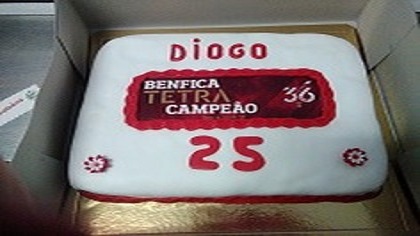 DiOGO
BENFICA
TETRA 36
CAMPEÃO
25